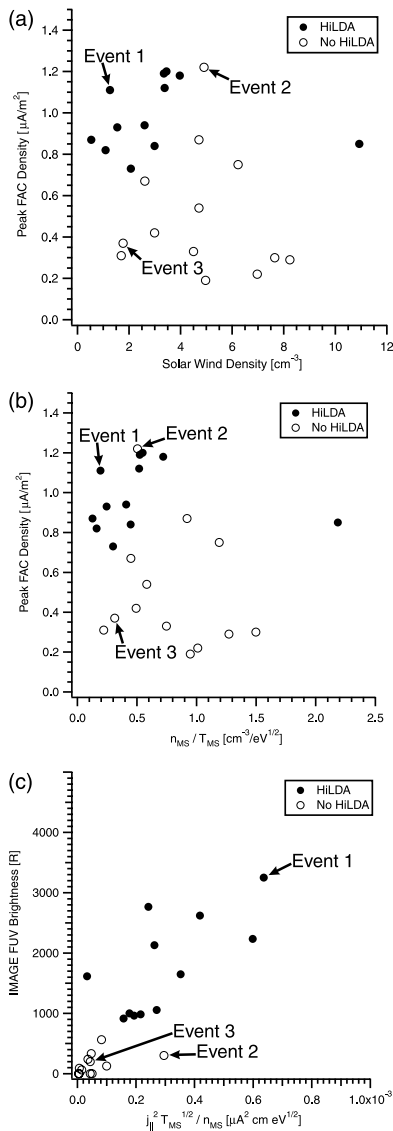 (a)
HiLDA
No HiLDA
Event 1
Event 2
Event 3
Peak FAC Density [µA/m²]
1.4
1.2
1.0
0.8
0.6
0.4
0.2
0.0
0 2 4 6 8 10 12
Solar Wind Density [cm⁻³]
(b)
HiLDA
No HiLDA
Event 1
Event 2
Event 3
Peak FAC Density [µA/m²]
1.4
1.2
1.0
0.8
0.6
0.4
0.2
0.0
0.0 0.5 1.0 1.5 2.0 2.5
n_MS / T_MS [cm⁻³/eV^1/2]
(c)
HiLDA
No HiLDA
Event 1
Event 3
Event 2
IMAGE FUV Brightness [R]
4000
3000
2000
1000
0
0.0 0.2 0.4 0.6 0.8 1.0x10⁻³
j_||² T_MS^1/2 / n_MS [µA² cm eV^1/2]